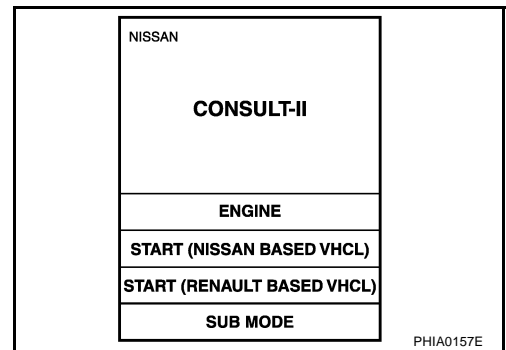 NISSAN
CONSULT-II
ENGINE
START (NISSAN BASED VHCL)
START (RENAULT BASED VHCL)
SUB MODE
PHIA0157E